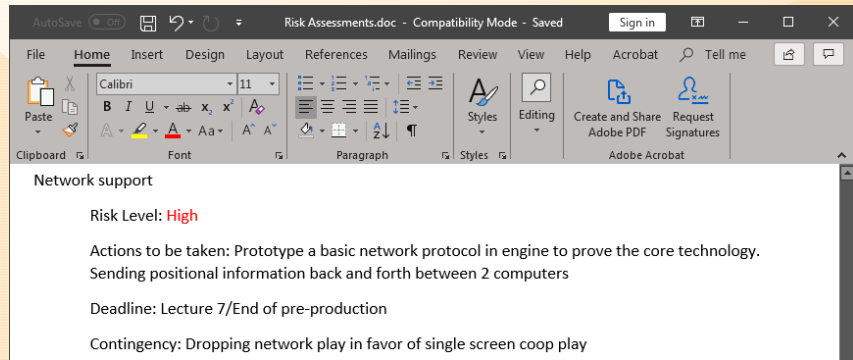 AutoSave Off Risk Assessments.doc - Compatibility Mode - Saved Sign in
File Home Insert Design Layout References Mailings Review View Help Acrobat Tell me
Calibri 11
Paste B I U ab x₂ x² Styles Editing Create and Share Adobe PDF Request Signatures
A A A Aa A A
Clipboard Font Paragraph Styles Adobe Acrobat
Network support
Risk Level: High
Actions to be taken: Prototype a basic network protocol in engine to prove the core technology.
Sending positional information back and forth between 2 computers
Deadline: Lecture 7/End of pre-production
Contingency: Dropping network play in favor of single screen coop play